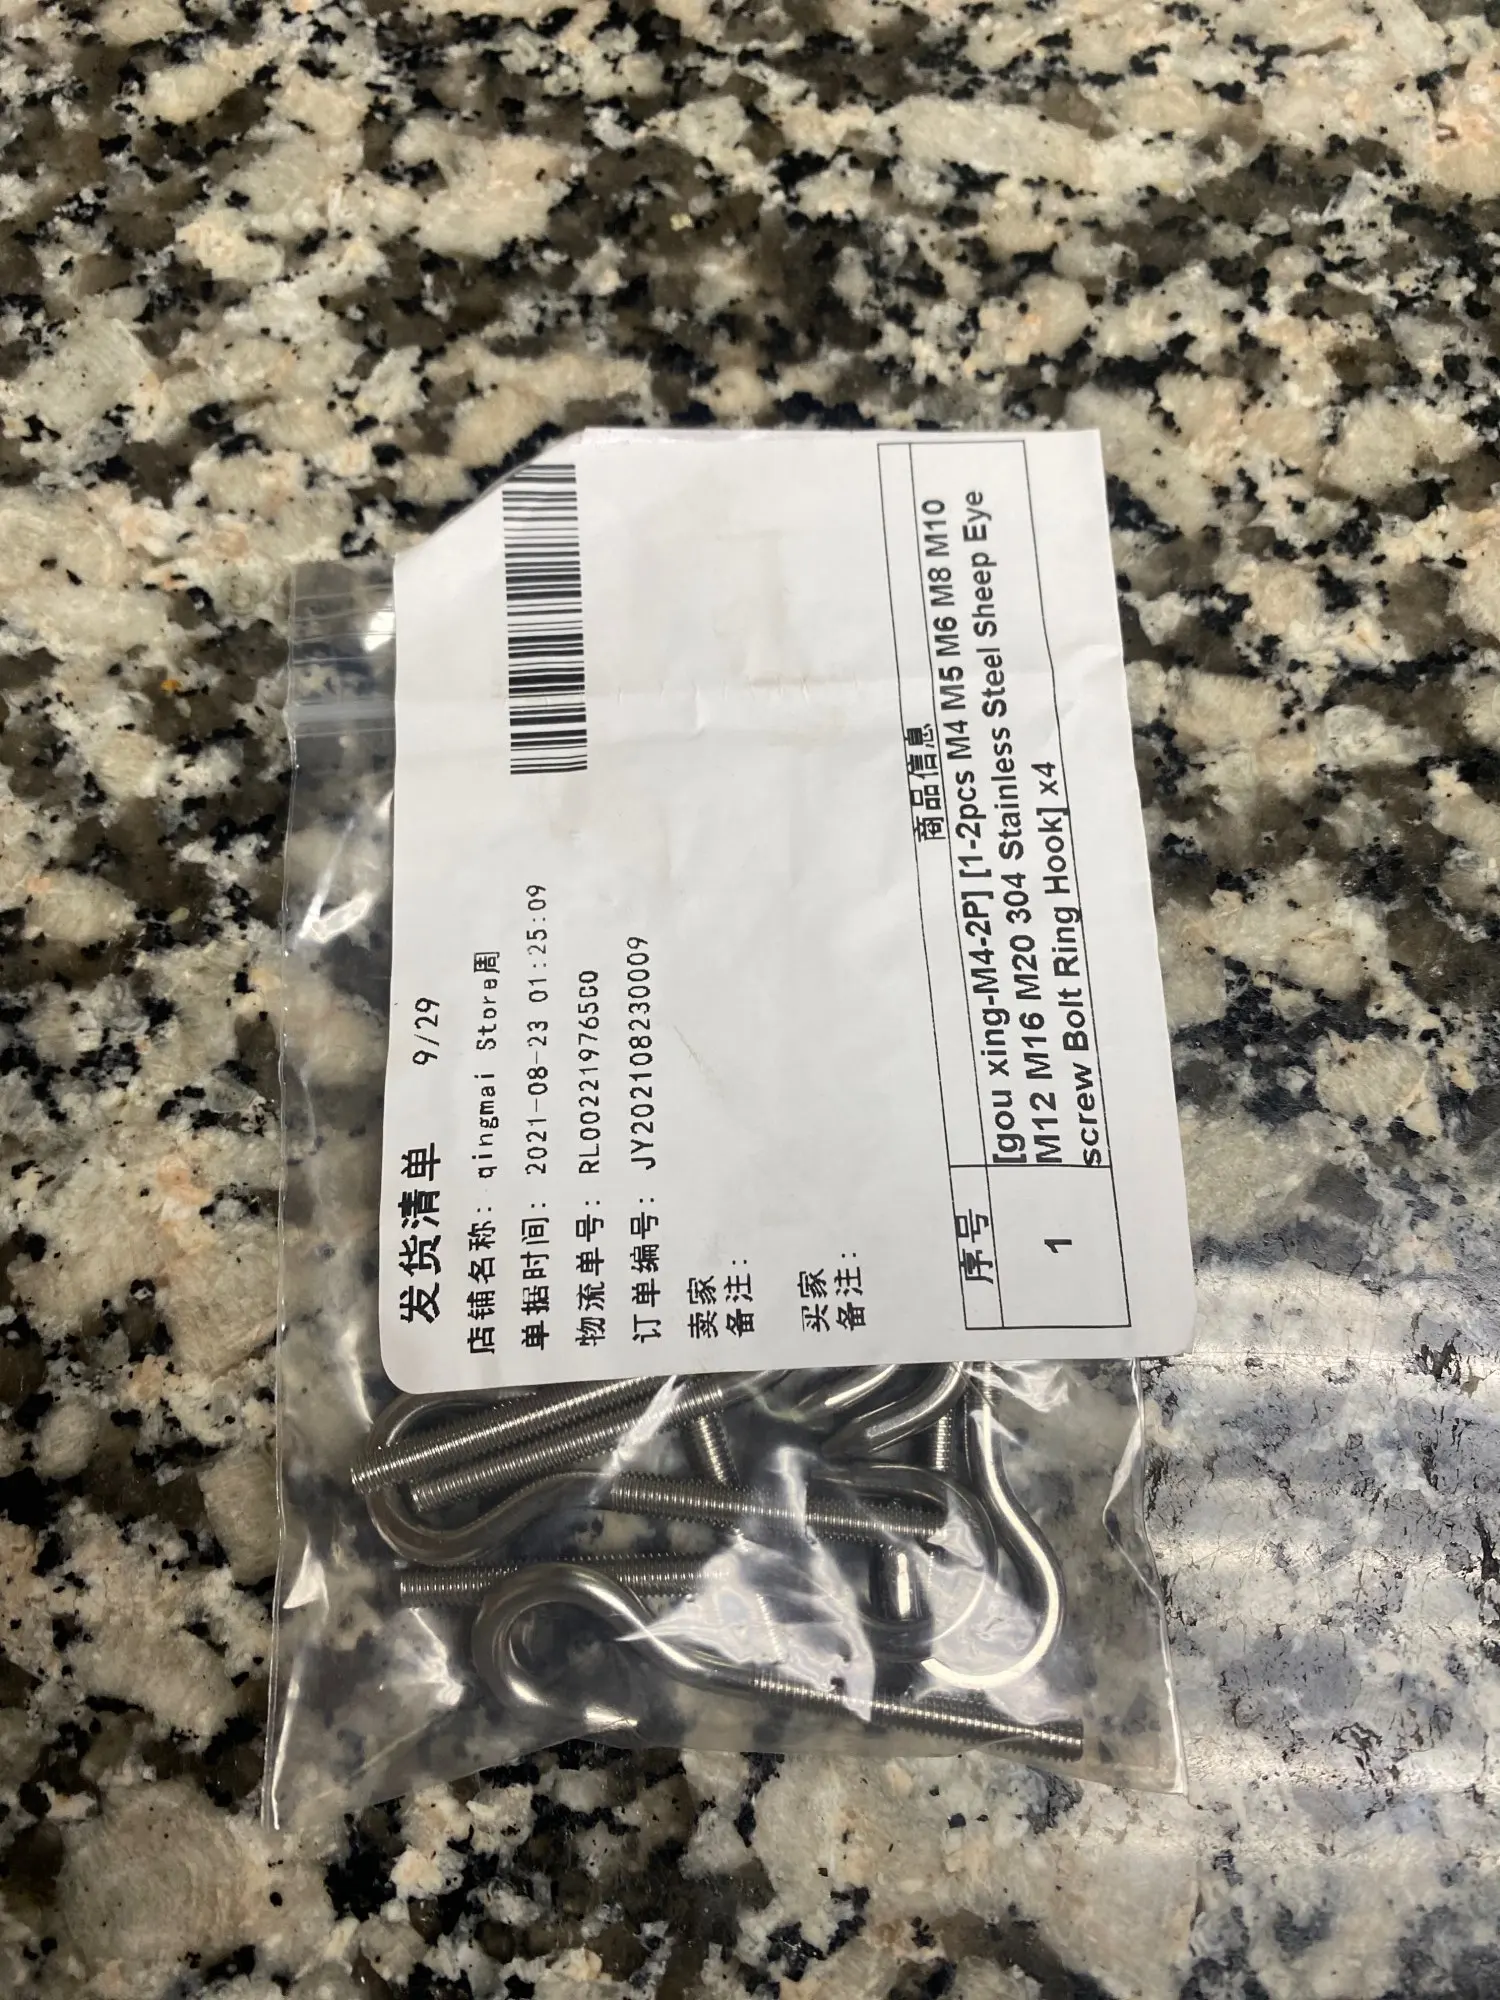 发货清单 9/29
店铺名称: qingmai Store周
单据时间: 2021-08-23 01:25:09
物流单号: RL002219765CO
订单编号: JY202108230009
卖家
备注:
买家
备注:
序号 商品信息
1 [gou xing-M4-2P] [1-2pcs M4 M5 M6 M8 M10
M12 M16 M20 304 Stainless Steel Sheep Eye
screw Bolt Ring Hook] x4